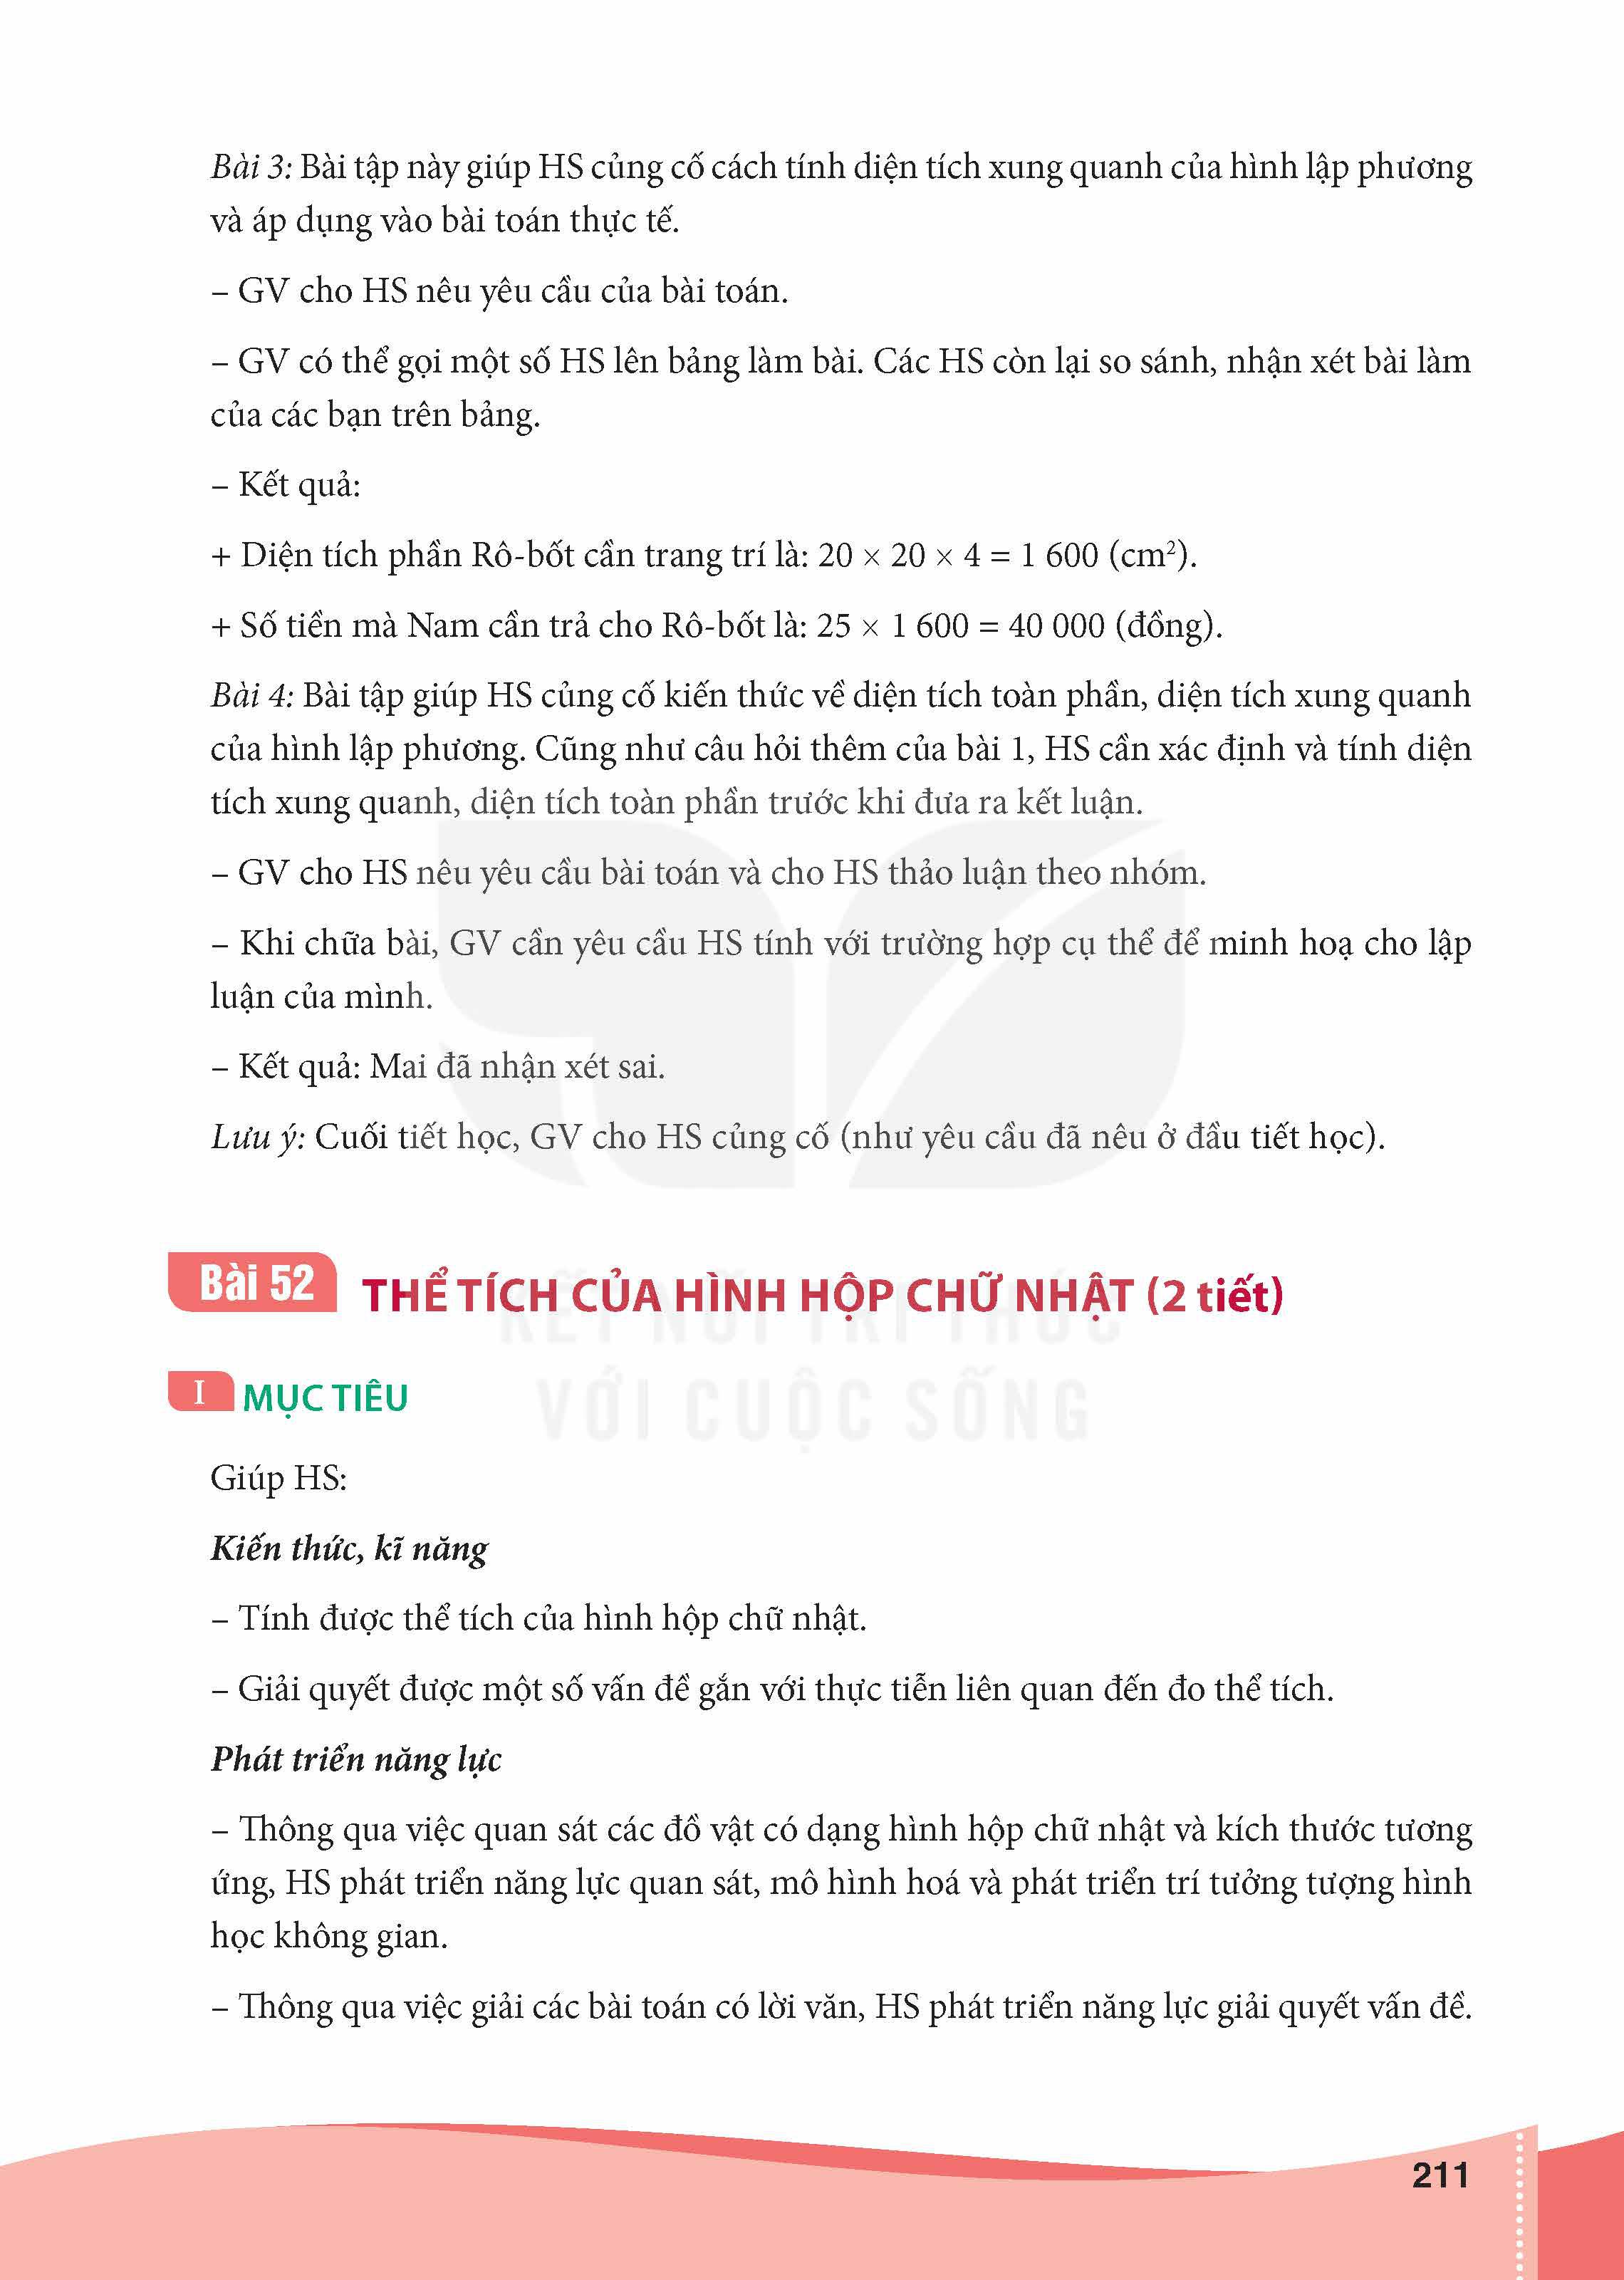 Bài 3: Bài tập này giúp HS củng cố cách tính diện tích xung quanh của hình lập phương
và áp dụng vào bài toán thực tế.
– GV cho HS nêu yêu cầu của bài toán.
– GV có thể gọi một số HS lên bảng làm bài. Các HS còn lại so sánh, nhận xét bài làm
của các bạn trên bảng.
– Kết quả:
+ Diện tích phần Rô-bốt cần trang trí là: 20 × 20 × 4 = 1 600 (cm²).
+ Số tiền mà Nam cần trả cho Rô-bốt là: 25 × 1 600 = 40 000 (đồng).
Bài 4: Bài tập giúp HS củng cố kiến thức về diện tích toàn phần, diện tích xung quanh
của hình lập phương. Cũng như câu hỏi thêm của bài 1, HS cần xác định và tính diện
tích xung quanh, diện tích toàn phần trước khi đưa ra kết luận.
– GV cho HS nêu yêu cầu bài toán và cho HS thảo luận theo nhóm.
– Khi chữa bài, GV cần yêu cầu HS tính với trường hợp cụ thể để minh hoạ cho lập
luận của mình.
– Kết quả: Mai đã nhận xét sai.
Lưu ý: Cuối tiết học, GV cho HS củng cố (như yêu cầu đã nêu ở đầu tiết học).
Bài 52 THỂ TÍCH CỦA HÌNH HỘP CHỮ NHẬT (2 tiết)
KẾT NỐI TRI THỨC
I MỤC TIÊU
VỚI CUỘC SỐNG
Giúp HS:
Kiến thức, kĩ năng
– Tính được thể tích của hình hộp chữ nhật.
– Giải quyết được một số vấn đề gắn với thực tiễn liên quan đến đo thể tích.
Phát triển năng lực
– Thông qua việc quan sát các đồ vật có dạng hình hộp chữ nhật và kích thước tương
ứng, HS phát triển năng lực quan sát, mô hình hoá và phát triển trí tưởng tượng hình
học không gian.
– Thông qua việc giải các bài toán có lời văn, HS phát triển năng lực giải quyết vấn đề.
211